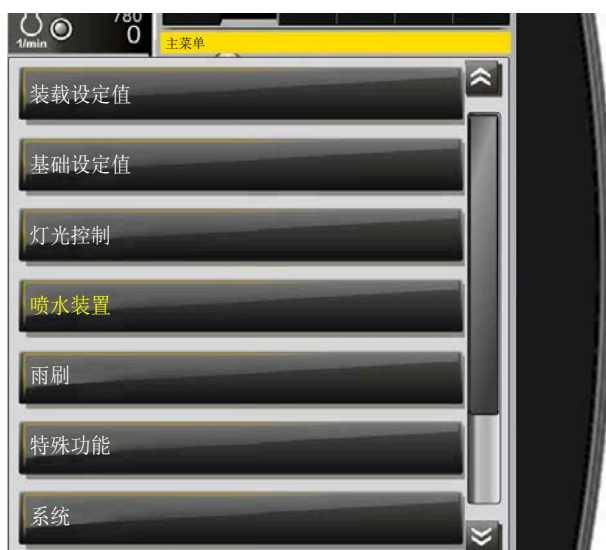 780
1/min
0
主菜单
装载设定值
基础设定值
灯光控制
喷水装置
雨刷
特殊功能
系统